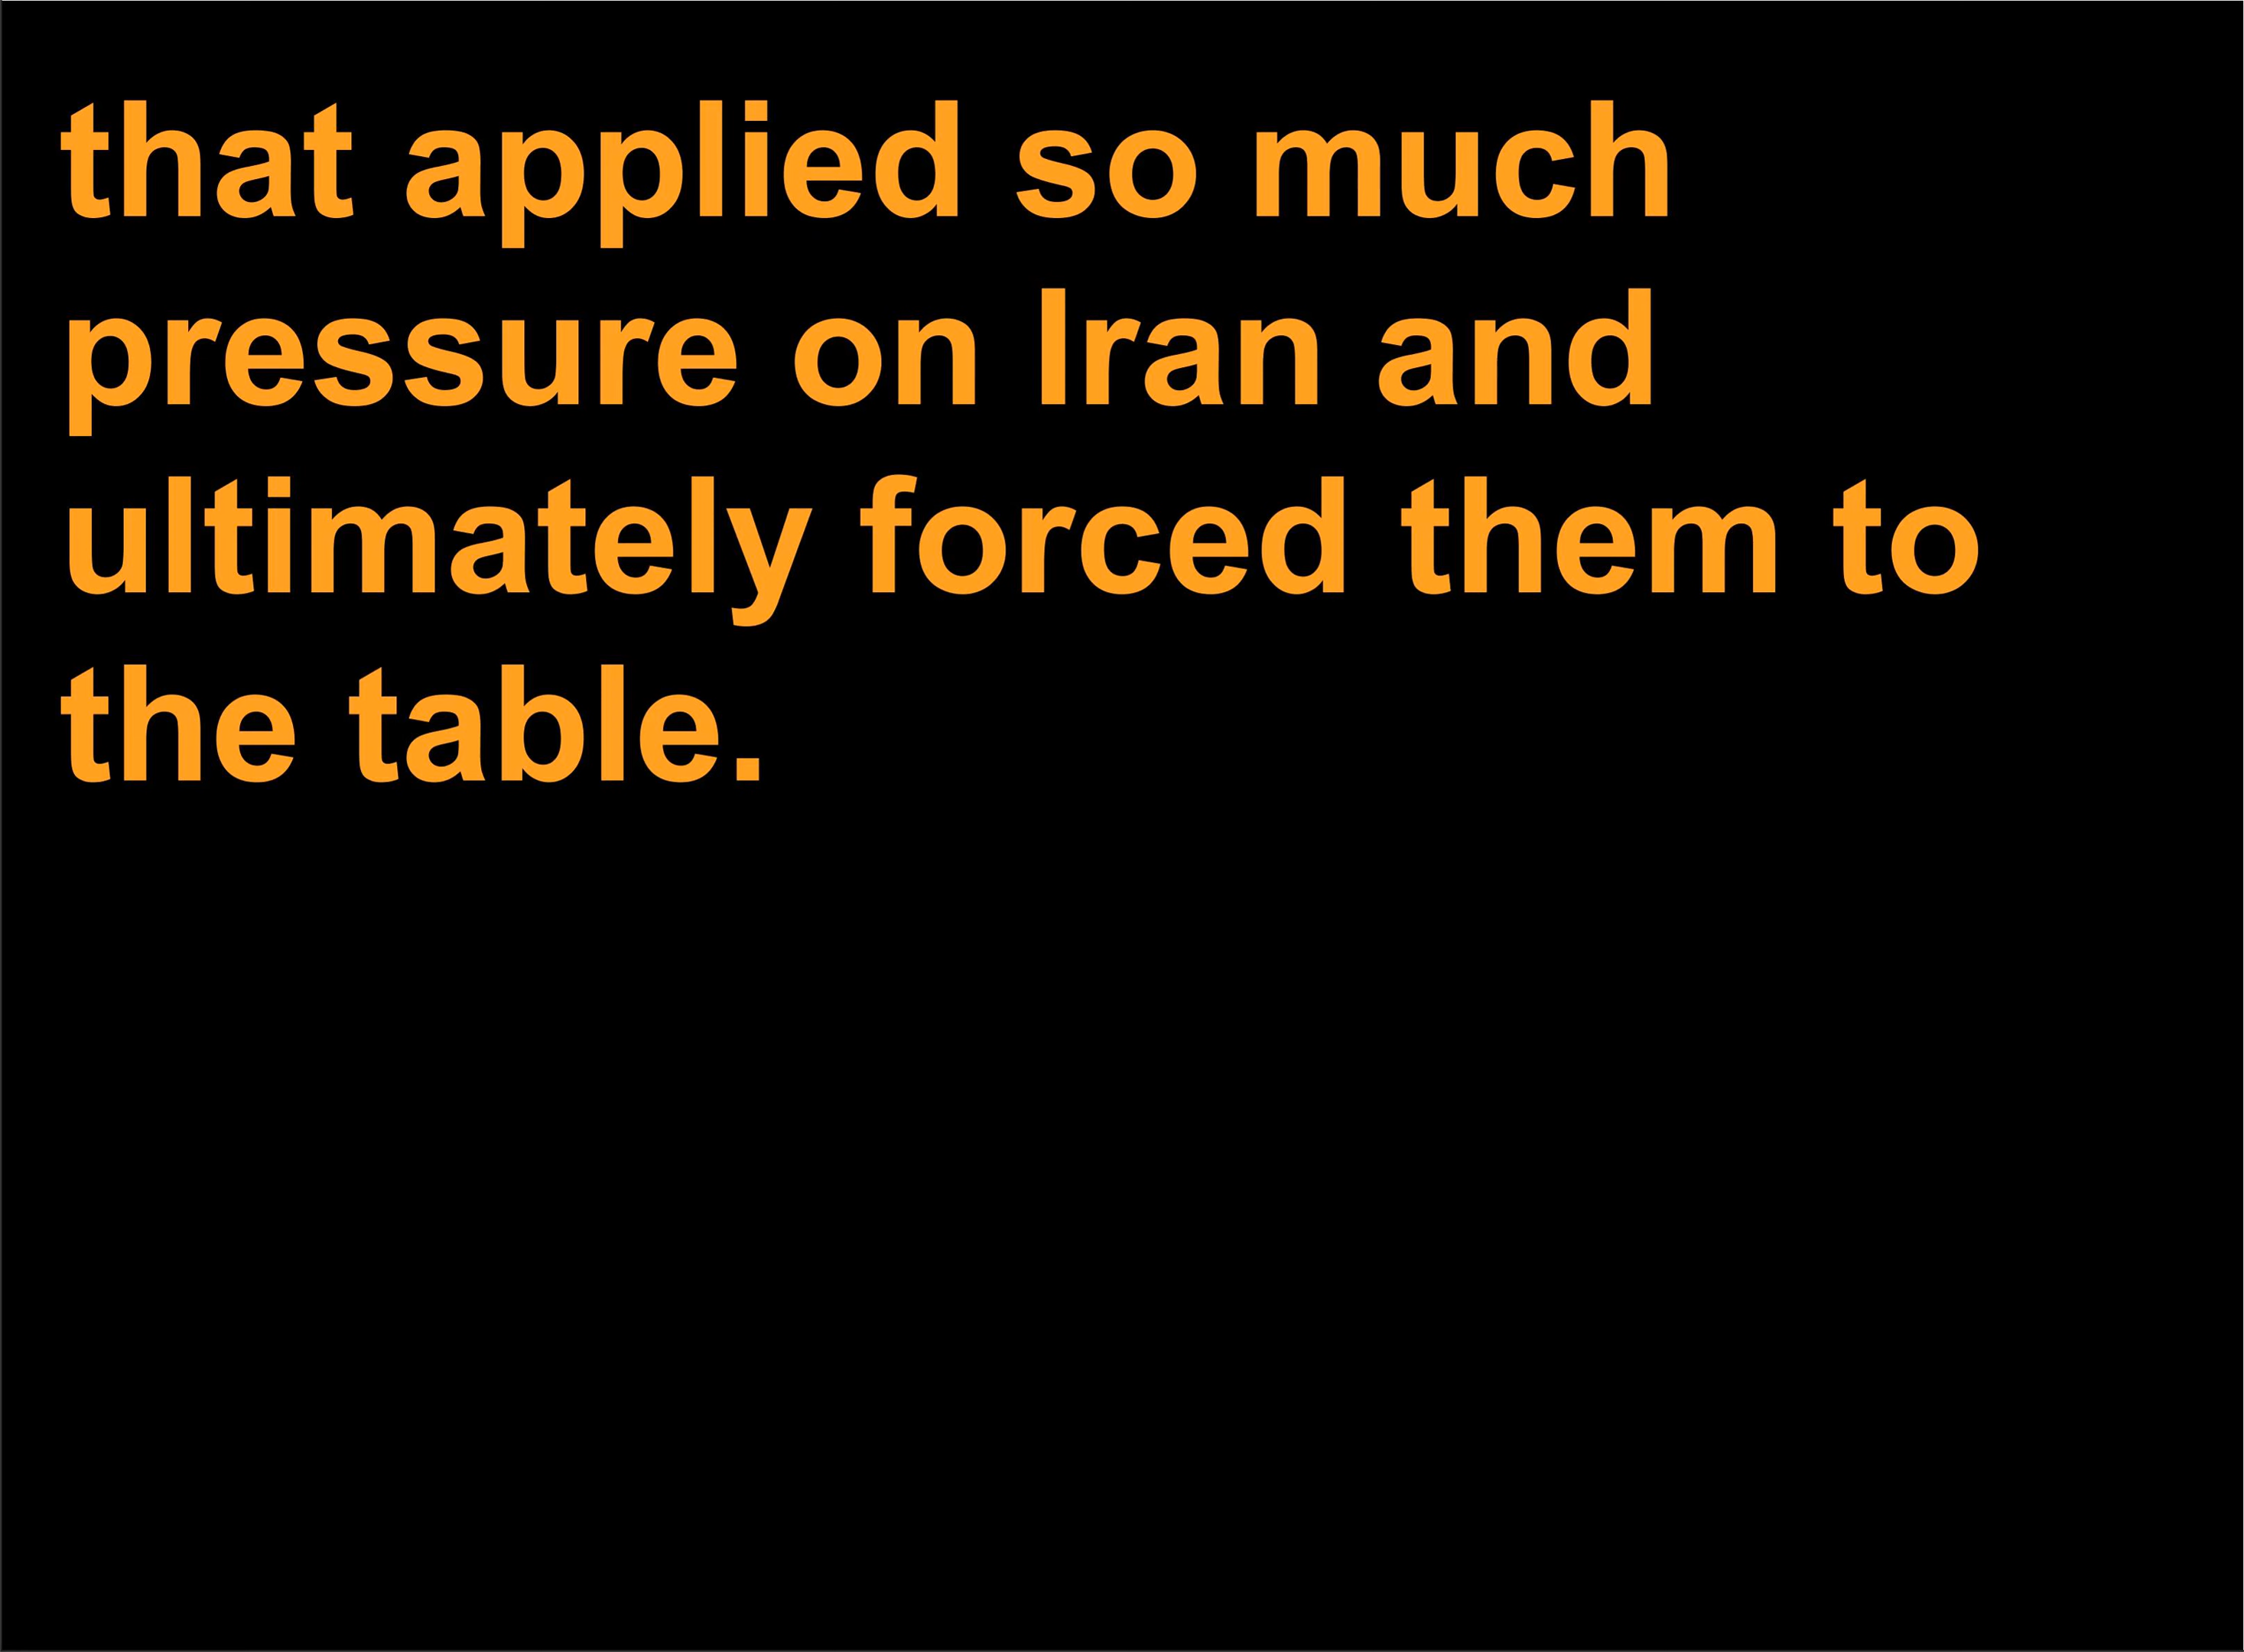 that applied so much
pressure on Iran and
ultimately forced them to
the table.